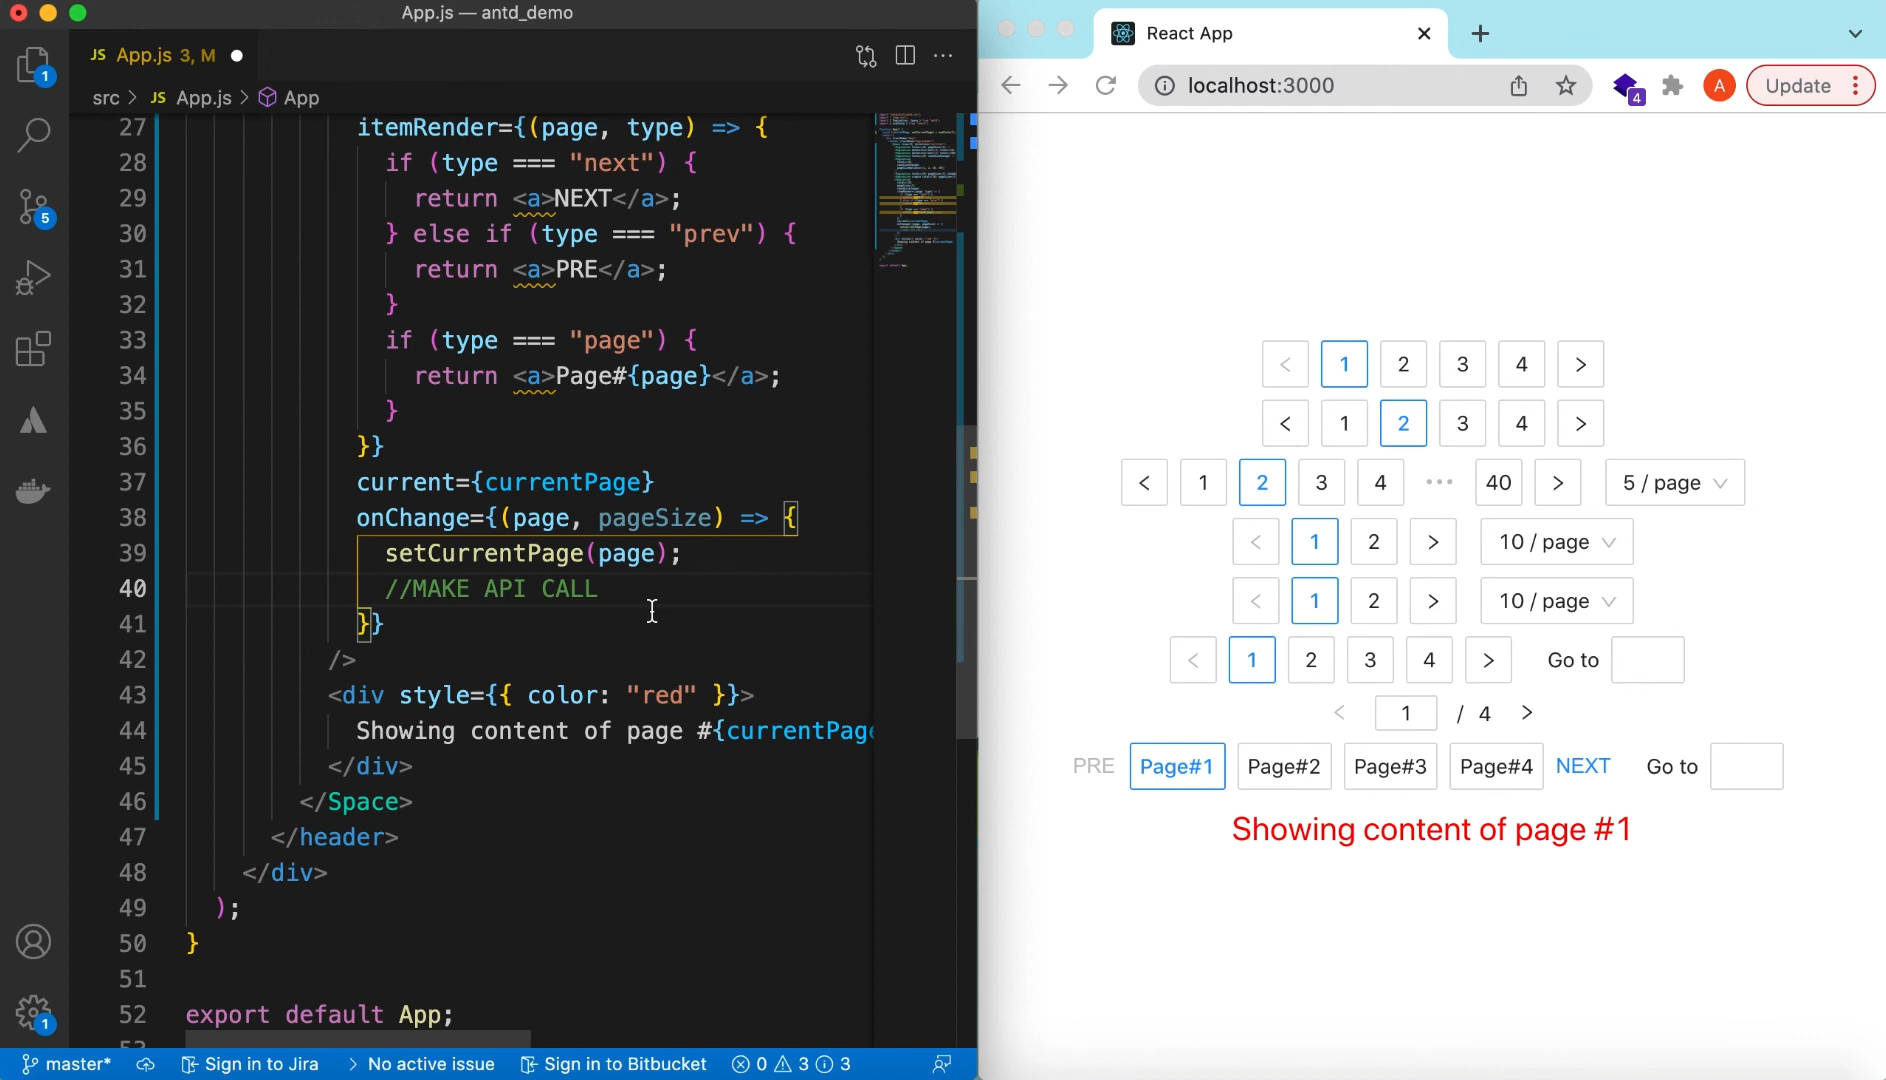 App.js — antd_demo
JS App.js 3, M
src > JS App.js > App
27 itemRender={(page, type) => {
28 if (type === "next") {
29 return <a>NEXT</a>;
30 } else if (type === "prev") {
31 return <a>PRE</a>;
32 }
33 if (type === "page") {
34 return <a>Page#{page}</a>;
35 }
36 }}
37 current={currentPage}
38 onChange={(page, pageSize) => {
39 setCurrentPage(page);
40 //MAKE API CALL
41 }}
42 />
43 <div style={{ color: "red" }}>
44 Showing content of page #{currentPage
45 </div>
46 </Space>
47 </header>
48 </div>
49 );
50 }
51
52 export default App;
53
1
5
1
master*
Sign in to Jira
> No active issue
Sign in to Bitbucket
0 3 3
React App
localhost:3000
4
A
Update
< 1 2 3 4 >
< 1 2 3 4 >
< 1 2 3 4 ••• 40 > 5 / page
< 1 2 > 10 / page
< 1 2 > 10 / page
< 1 2 3 4 > Go to
< 1 / 4 >
PRE Page#1 Page#2 Page#3 Page#4 NEXT Go to
Showing content of page #1